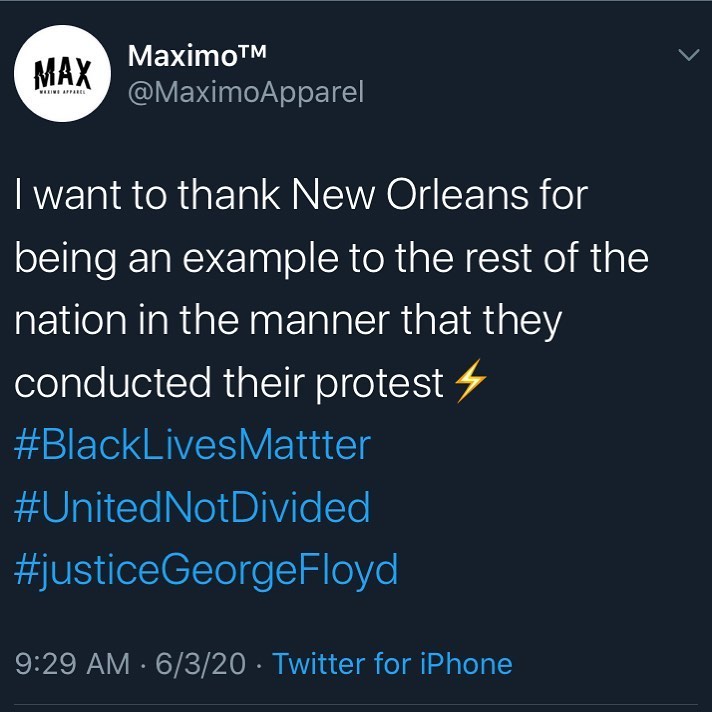 MAX
MAXIMO APPAREL
Maximo™
@MaximoApparel
I want to thank New Orleans for
being an example to the rest of the
nation in the manner that they
conducted their protest⚡
#BlackLivesMattter
#UnitedNotDivided
#justiceGeorgeFloyd
9:29 AM · 6/3/20 · Twitter for iPhone